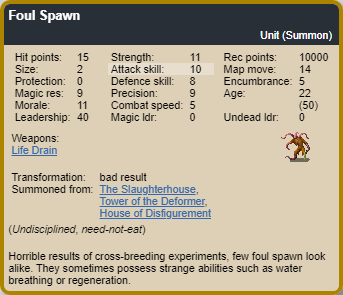 Foul Spawn
Unit (Summon)
Hit points: 15 Strength: 11 Rec points: 10000
Size: 2 Attack skill: 10 Map move: 14
Protection: 0 Defence skill: 8 Encumbrance: 5
Magic res: 9 Precision: 9 Age: 22
Morale: 11 Combat speed: 5 (50)
Leadership: 40 Magic ldr: 0 Undead ldr: 0
Weapons:
Life Drain
Transformation: bad result
Summoned from: The Slaughterhouse,
Tower of the Deformer,
House of Disfigurement
(Undisciplined, need-not-eat)
Horrible results of cross-breeding experiments, few foul spawn look
alike. They sometimes possess strange abilities such as water
breathing or regeneration.